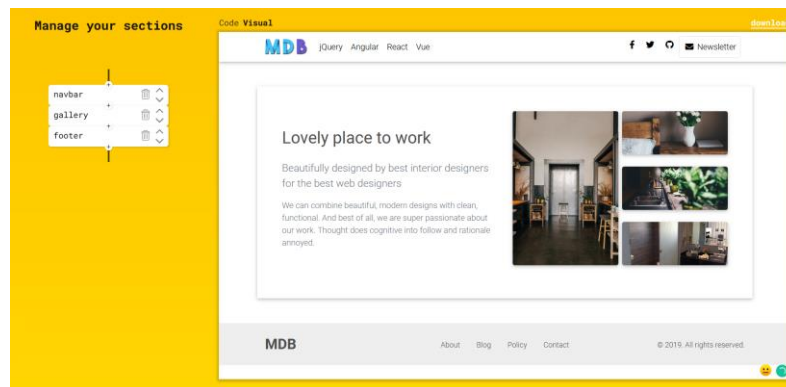 Manage your sections
navbar
gallery
footer
Code Visual
download
MDB jQuery Angular React Vue
Newsletter
Lovely place to work
Beautifully designed by best interior designers
for the best web designers
We can combine beautiful, modern designs with clean,
functional. And best of all, we are super passionate about
our work. Thought does cognitive into follow and rationale
annoyed.
MDB
About Blog Policy Contact
© 2019. All rights reserved.